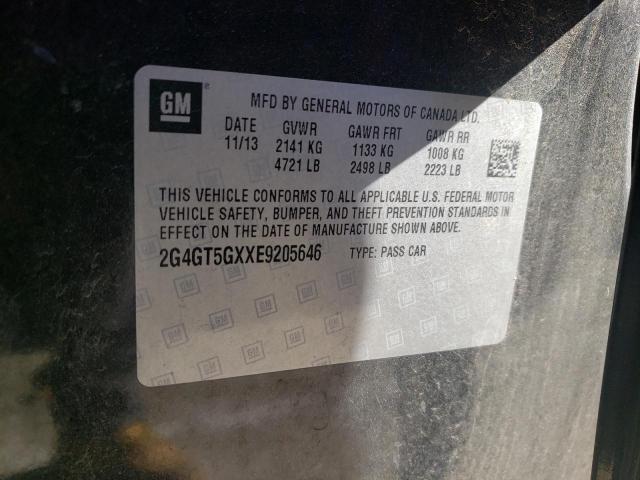 GM
MFD BY GENERAL MOTORS OF CANADA LTD.
DATE GVWR GAWR FRT GAWR RR
11/13 2141 KG 1133 KG 1008 KG
4721 LB 2498 LB 2223 LB
THIS VEHICLE CONFORMS TO ALL APPLICABLE U.S. FEDERAL MOTOR
VEHICLE SAFETY, BUMPER, AND THEFT PREVENTION STANDARDS IN
EFFECT ON THE DATE OF MANUFACTURE SHOWN ABOVE.
2G4GT5GXXE9205646 TYPE: PASS CAR